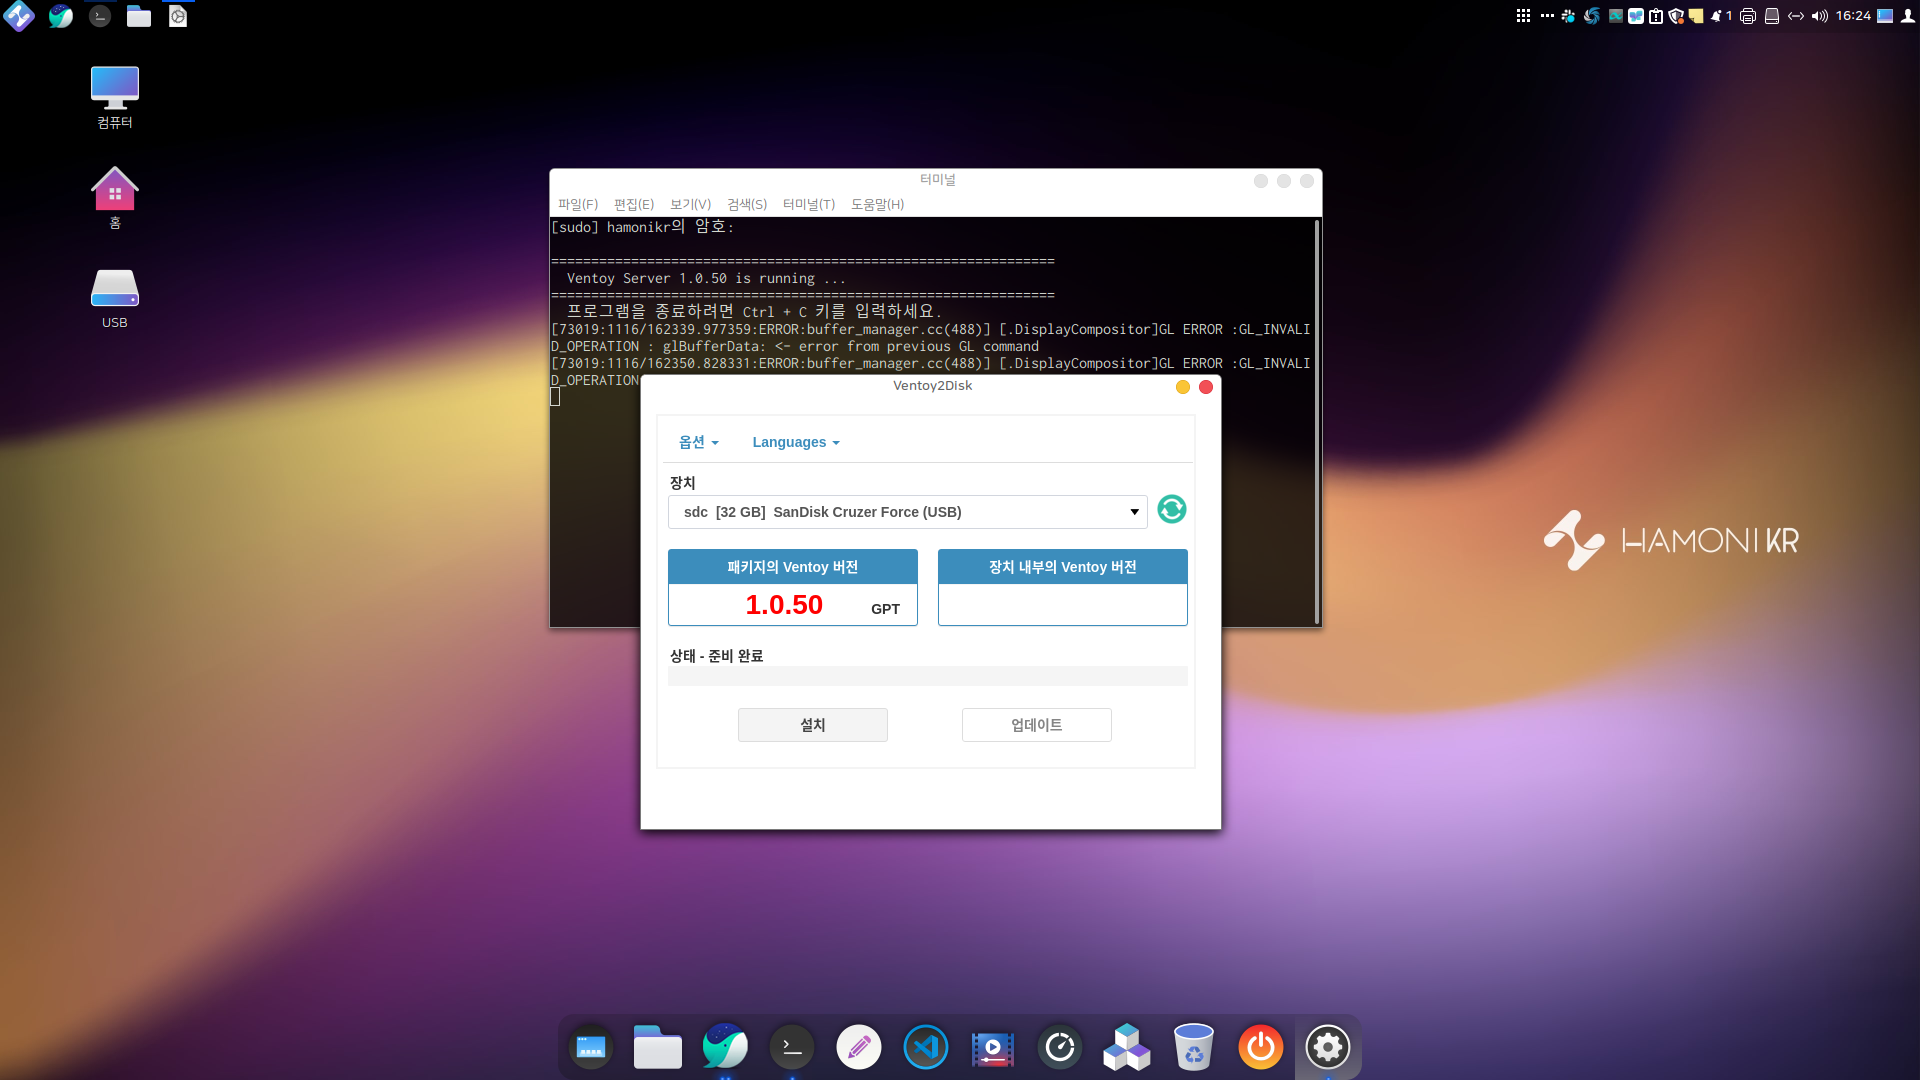 1
16:24
컴퓨터
홈
USB
터미널
파일(F) 편집(E) 보기(V) 검색(S) 터미널(T) 도움말(H)
[sudo] hamonikr의 암호:
===============================================================
Ventoy Server 1.0.50 is running ...
===============================================================
프로그램을 종료하려면 Ctrl + C 키를 입력하세요.
[73019:1116/162339.977359:ERROR:buffer_manager.cc(488)] [.DisplayCompositor]GL ERROR :GL_INVALI
D_OPERATION : glBufferData: <- error from previous GL command
[73019:1116/162350.828331:ERROR:buffer_manager.cc(488)] [.DisplayCompositor]GL ERROR :GL_INVALI
D_OPERATION
Ventoy2Disk
옵션 Languages
장치
sdc [32 GB] SanDisk Cruzer Force (USB)
패키지의 Ventoy 버전
1.0.50 GPT
장치 내부의 Ventoy 버전
상태 - 준비 완료
설치 업데이트
HAMONIKR